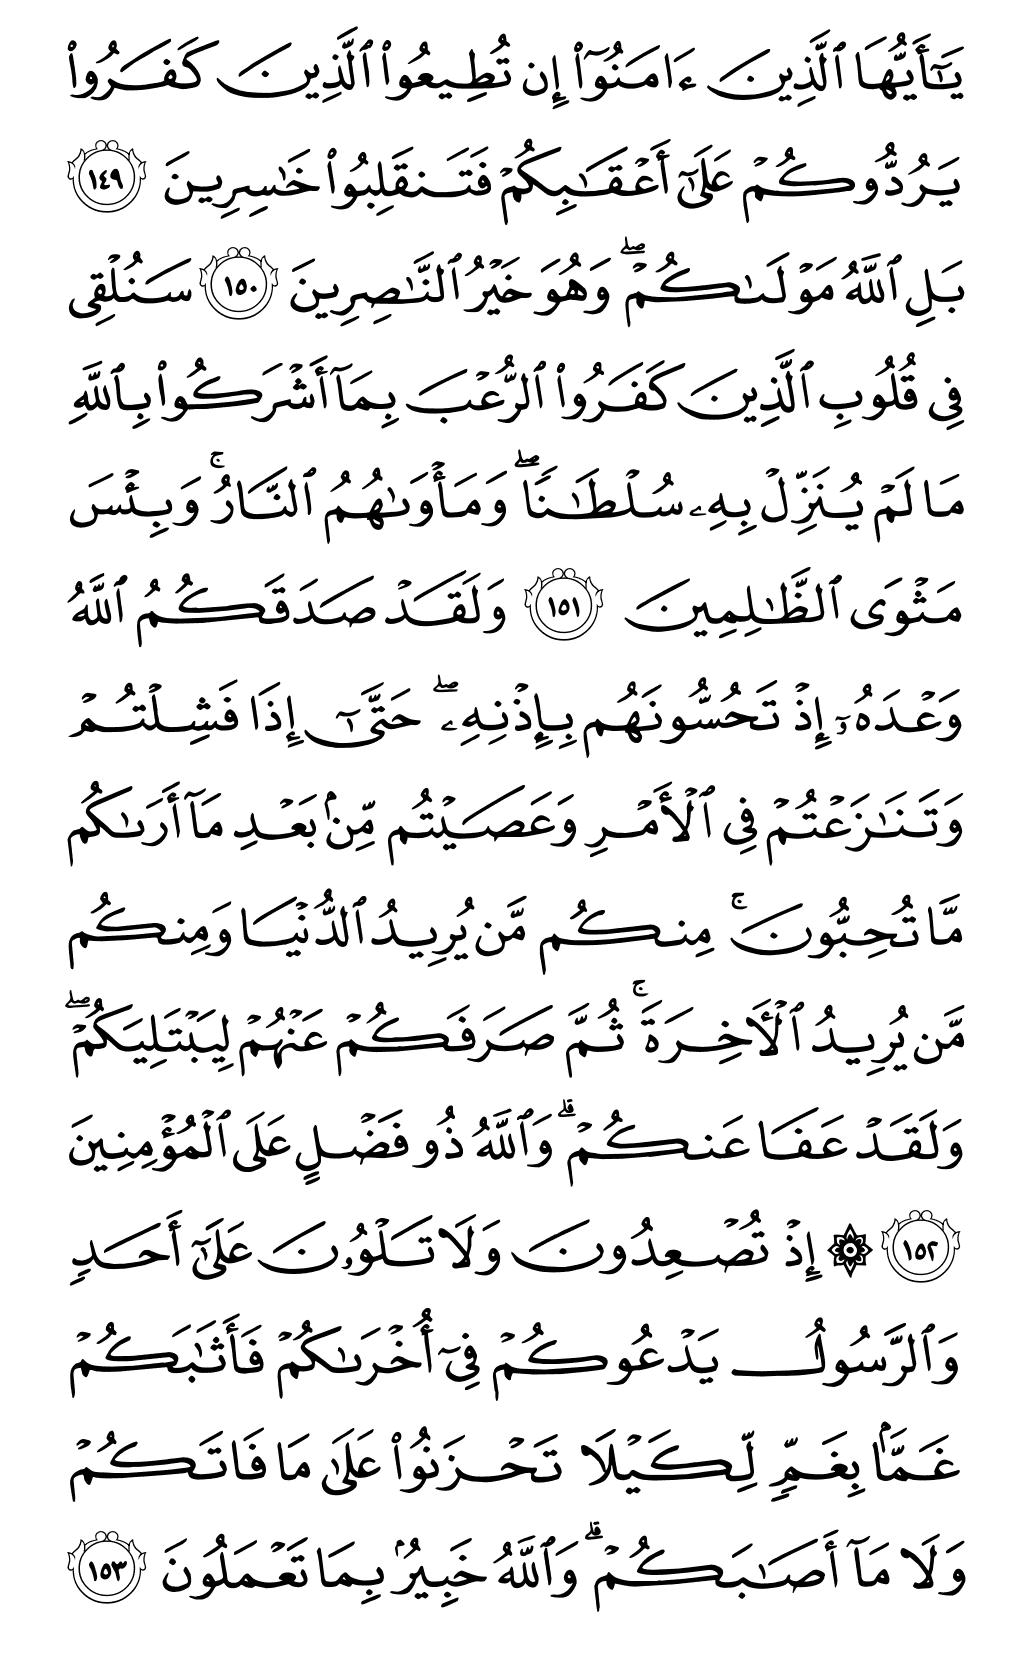 يَـٰٓأَيُّهَا ٱلَّذِينَ ءَامَنُوٓا۟ إِن تُطِيعُوا۟ ٱلَّذِينَ كَفَرُوا۟
يَرُدُّوكُمْ عَلَىٰٓ أَعْقَـٰبِكُمْ فَتَنقَلِبُوا۟ خَـٰسِرِينَ ١٤٩
بَلِ ٱللَّهُ مَوْلَىٰكُمْ ۖ وَهُوَ خَيْرُ ٱلنَّـٰصِرِينَ ١٥٠ سَنُلْقِى
فِى قُلُوبِ ٱلَّذِينَ كَفَرُوا۟ ٱلرُّعْبَ بِمَآ أَشْرَكُوا۟ بِٱللَّهِ
مَا لَمْ يُنَزِّلْ بِهِۦ سُلْطَـٰنًا ۖ وَمَأْوَىٰهُمُ ٱلنَّارُ ۚ وَبِئْسَ
مَثْوَى ٱلظَّـٰلِمِينَ ١٥١ وَلَقَدْ صَدَقَكُمُ ٱللَّهُ
وَعْدَهُۥٓ إِذْ تَحُسُّونَهُم بِإِذْنِهِۦ ۖ حَتَّىٰٓ إِذَا فَشِلْتُمْ
وَتَنَـٰزَعْتُمْ فِى ٱلْأَمْرِ وَعَصَيْتُم مِّنۢ بَعْدِ مَآ أَرَىٰكُم
مَّا تُحِبُّونَ ۚ مِنكُم مَّن يُرِيدُ ٱلدُّنْيَا وَمِنكُم
مَّن يُرِيدُ ٱلْـَٔاخِرَةَ ۚ ثُمَّ صَرَفَكُمْ عَنْهُمْ لِيَبْتَلِيَكُمْ ۖ
وَلَقَدْ عَفَا عَنكُمْ ۗ وَٱللَّهُ ذُو فَضْلٍ عَلَى ٱلْمُؤْمِنِينَ
١٥٢ ۞ إِذْ تُصْعِدُونَ وَلَا تَلْوُۥنَ عَلَىٰٓ أَحَدٍ
وَٱلرَّسُولُ يَدْعُوكُمْ فِىٓ أُخْرَىٰكُمْ فَأَثَـٰبَكُمْ
غَمًّۢا بِغَمٍّ لِّكَيْلَا تَحْزَنُوا۟ عَلَىٰ مَا فَاتَكُمْ
وَلَا مَآ أَصَـٰبَكُمْ ۗ وَٱللَّهُ خَبِيرٌۢ بِمَا تَعْمَلُونَ ١٥٣